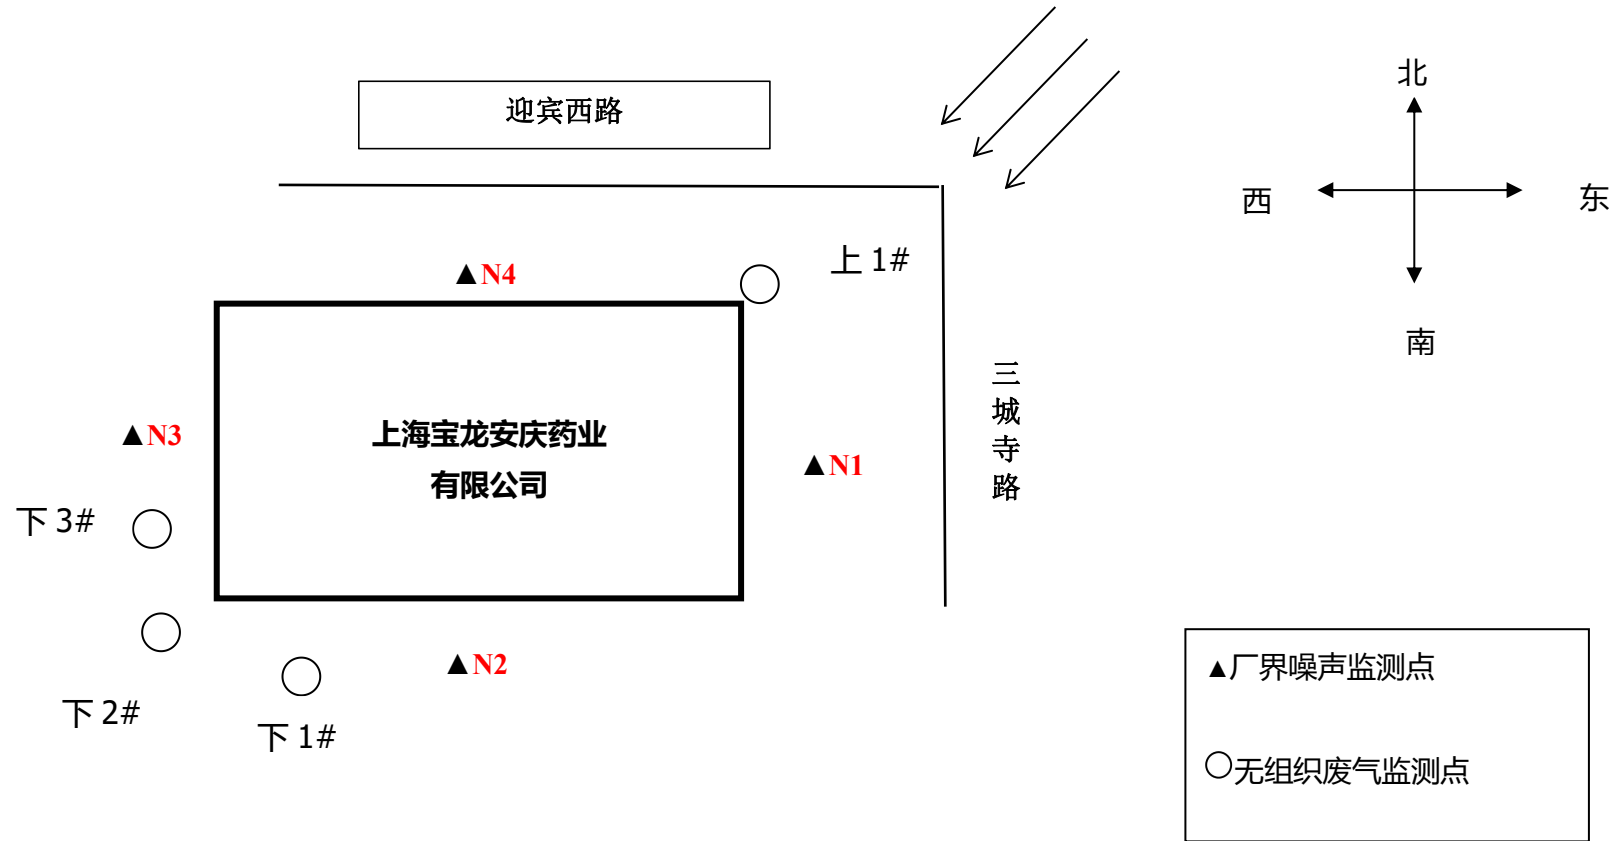 迎宾西路
北
西
东
南
上 1#
▲N4
三城寺路
▲N3
上海宝龙安庆药业
有限公司
▲N1
下 3#
▲N2
下 2#
下 1#
▲厂界噪声监测点
○无组织废气监测点